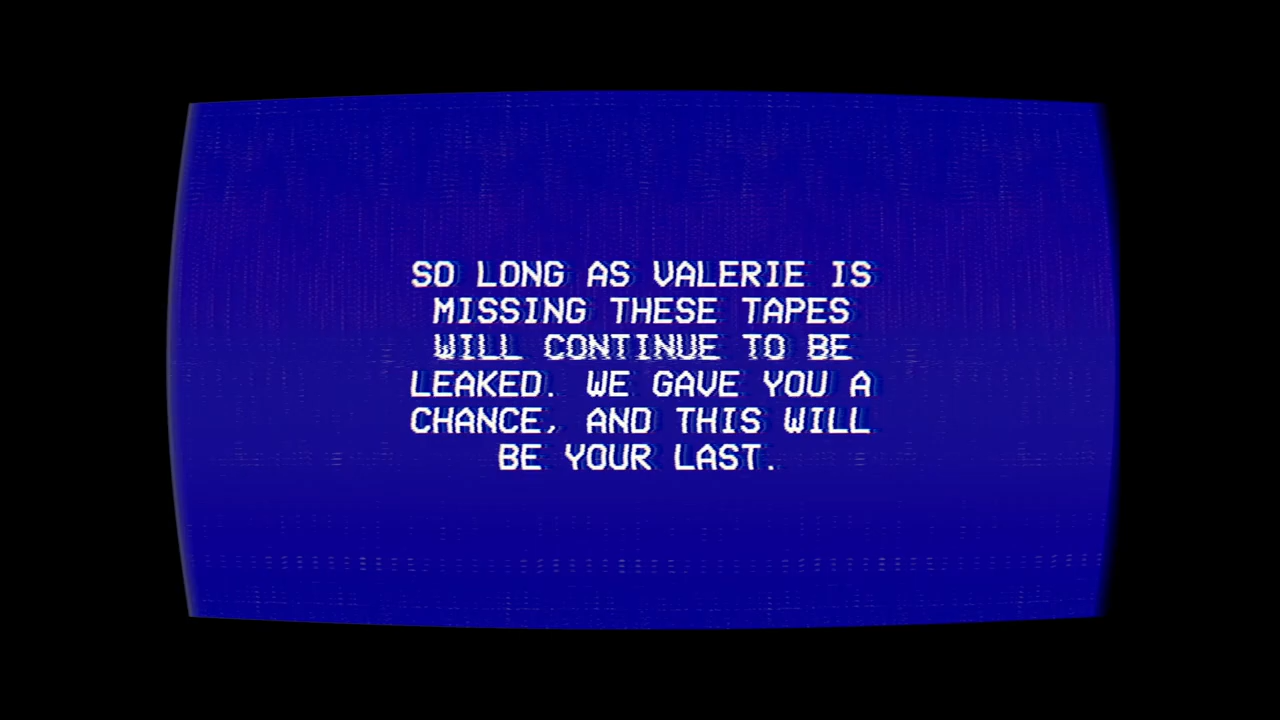 SO LONG AS VALERIE IS
MISSING THESE TAPES
WILL CONTINUE TO BE
LEAKED. WE GAVE YOU A
CHANCE, AND THIS WILL
BE YOUR LAST.